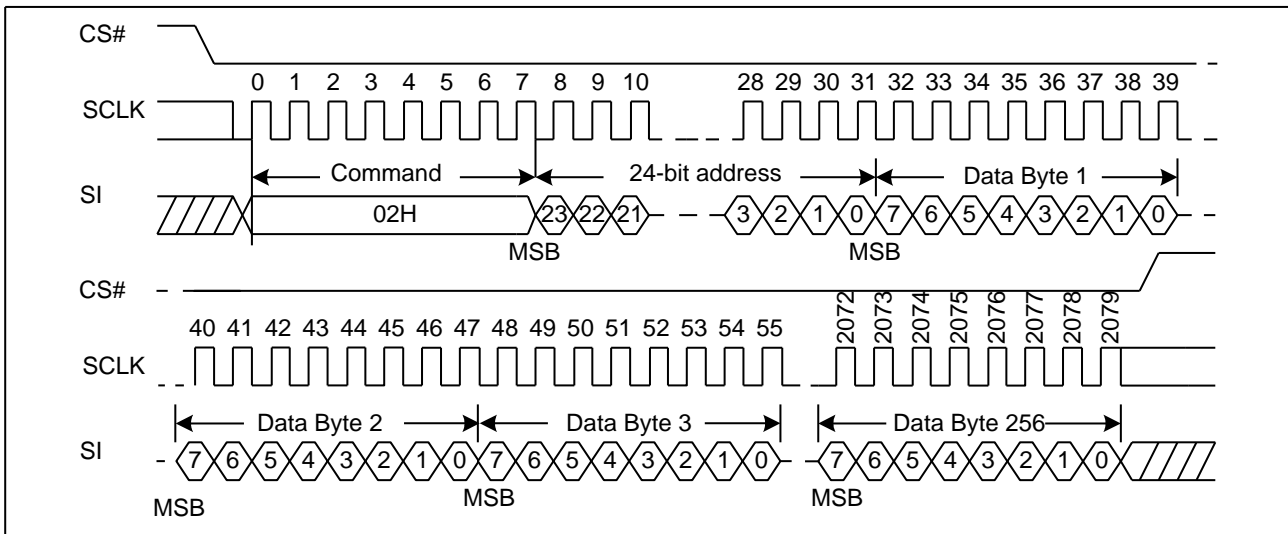 CS#
0 1 2 3 4 5 6 7 8 9 10 28 29 30 31 32 33 34 35 36 37 38 39
SCLK
Command 24-bit address Data Byte 1
SI
02H 23 22 21 3 2 1 0 7 6 5 4 3 2 1 0
MSB MSB
CS#
40 41 42 43 44 45 46 47 48 49 50 51 52 53 54 55 2072 2073 2074 2075 2076 2077 2078 2079
SCLK
Data Byte 2 Data Byte 3 Data Byte 256
SI
7 6 5 4 3 2 1 0 7 6 5 4 3 2 1 0 7 6 5 4 3 2 1 0
MSB MSB MSB